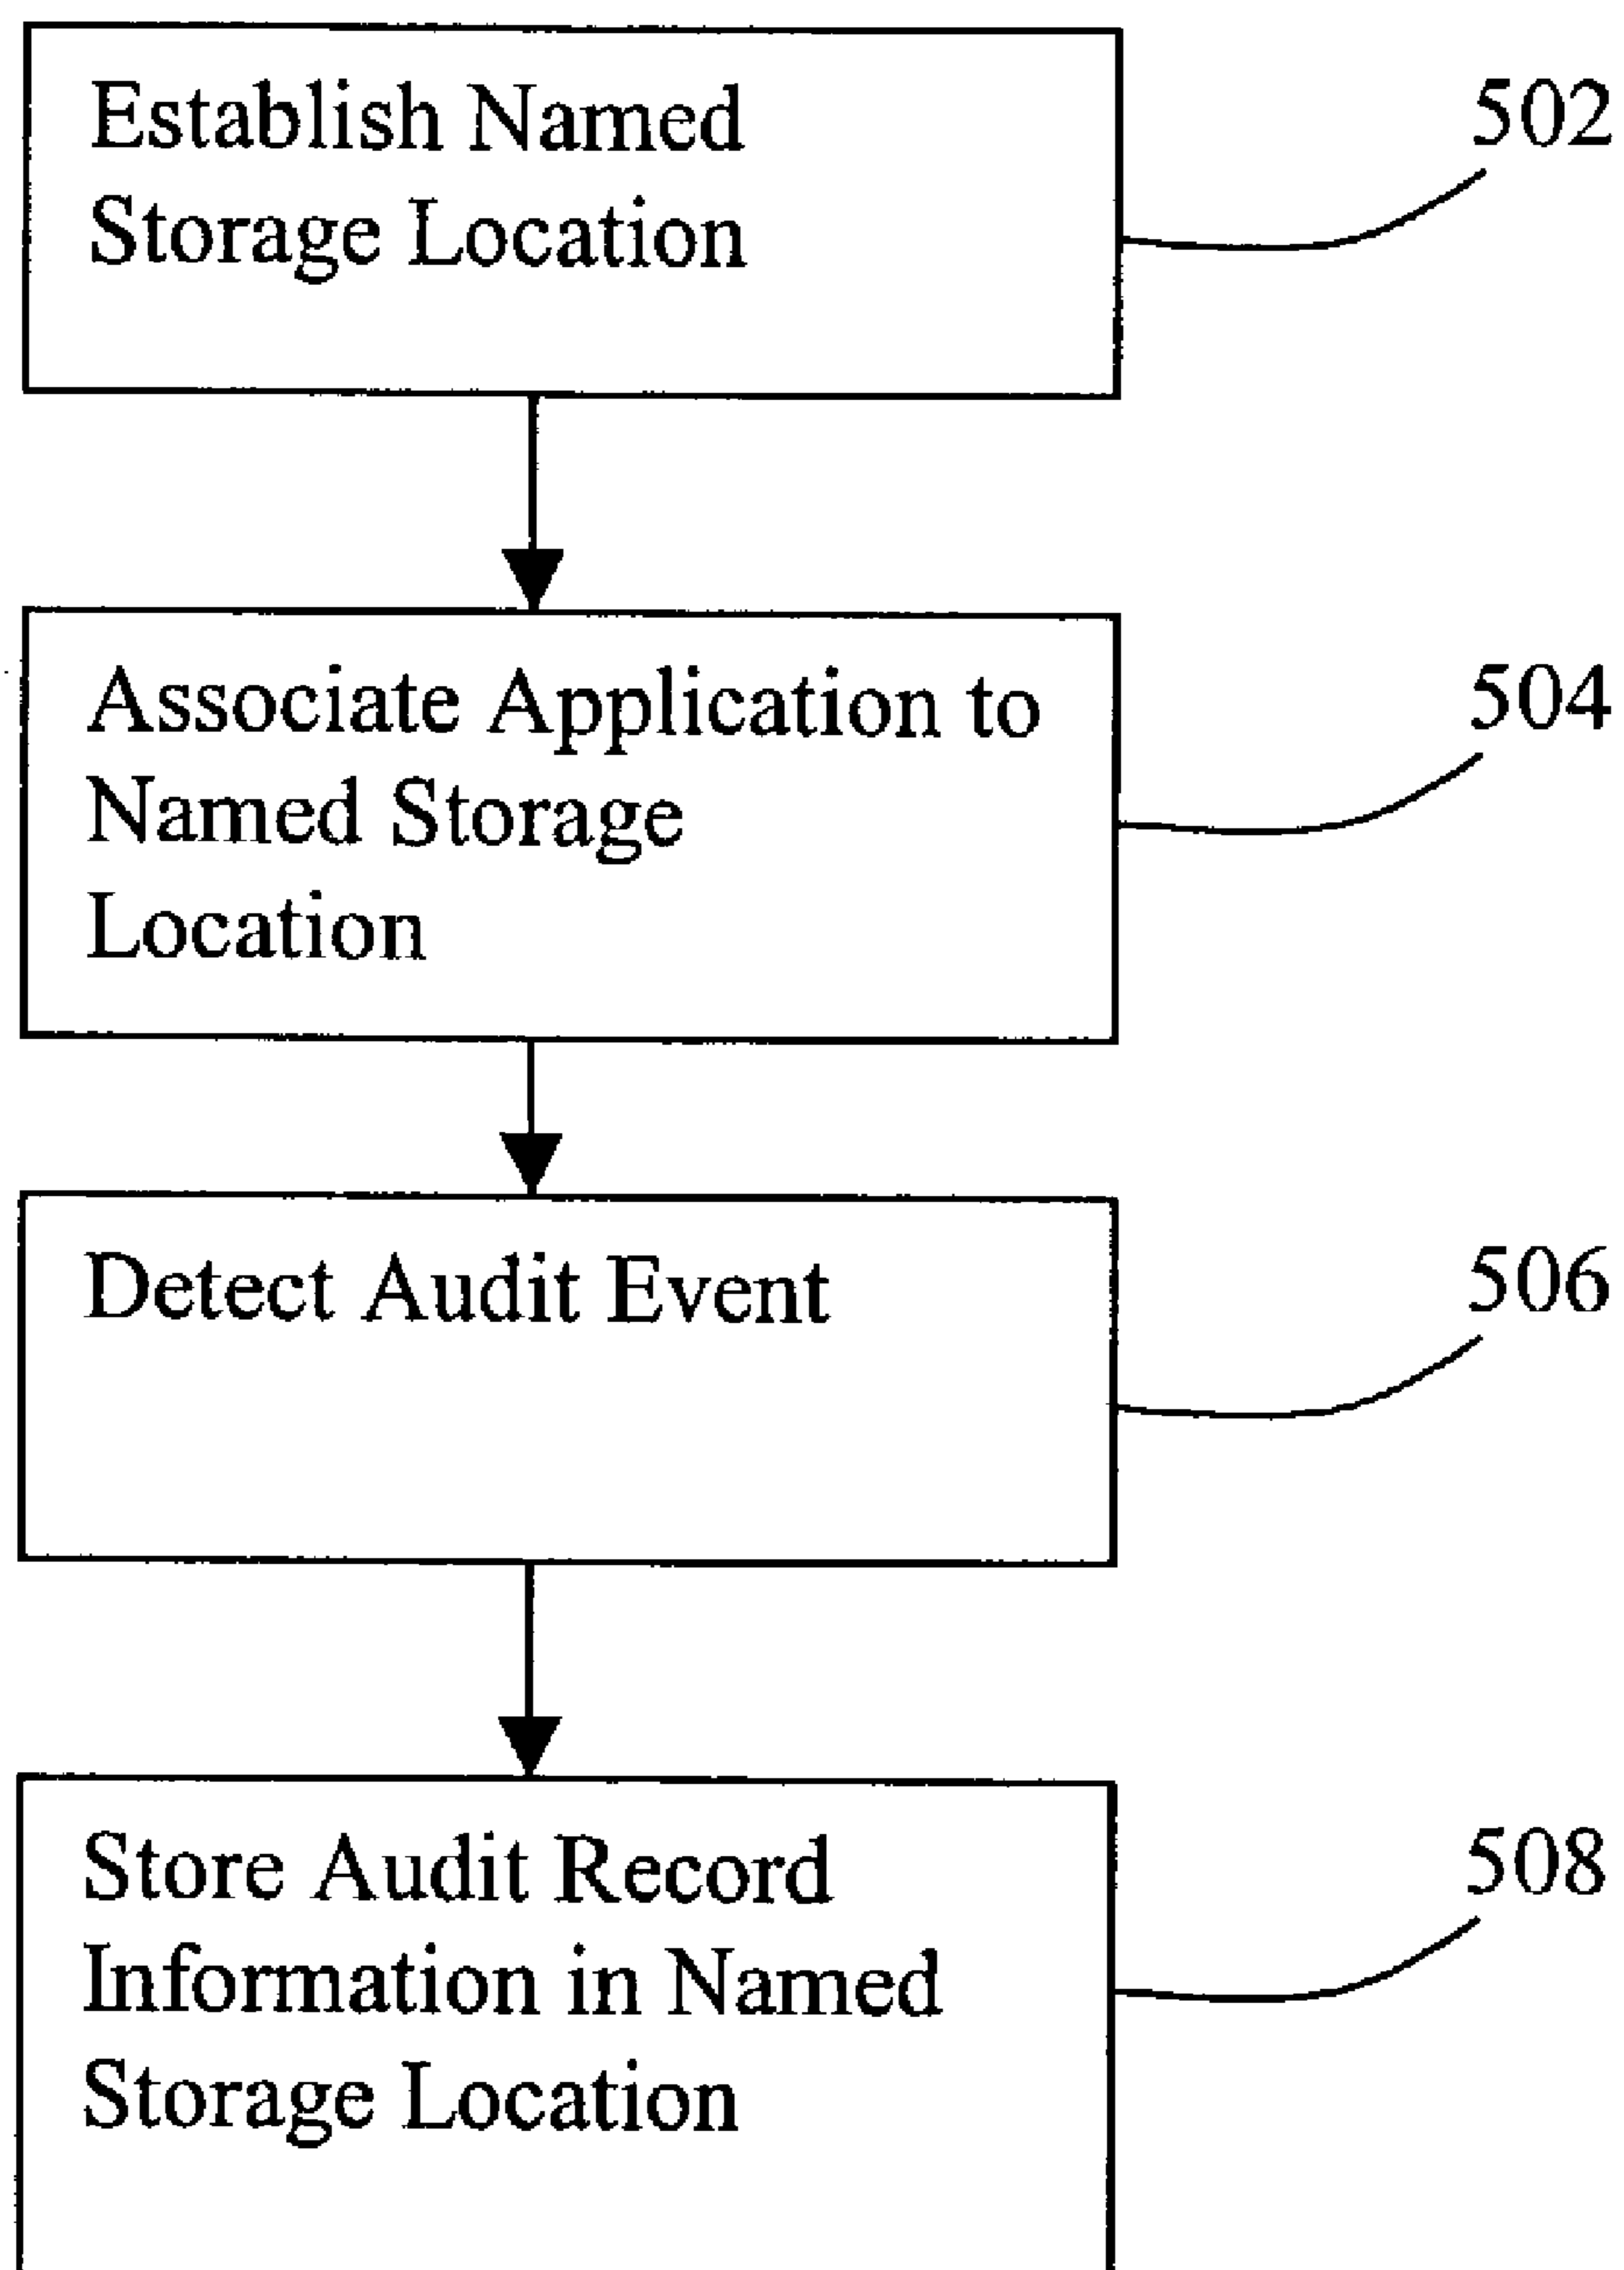 Establish Named
Storage Location
502
Associate Application to
Named Storage
Location
504
Detect Audit Event
506
Store Audit Record
Information in Named
Storage Location
508